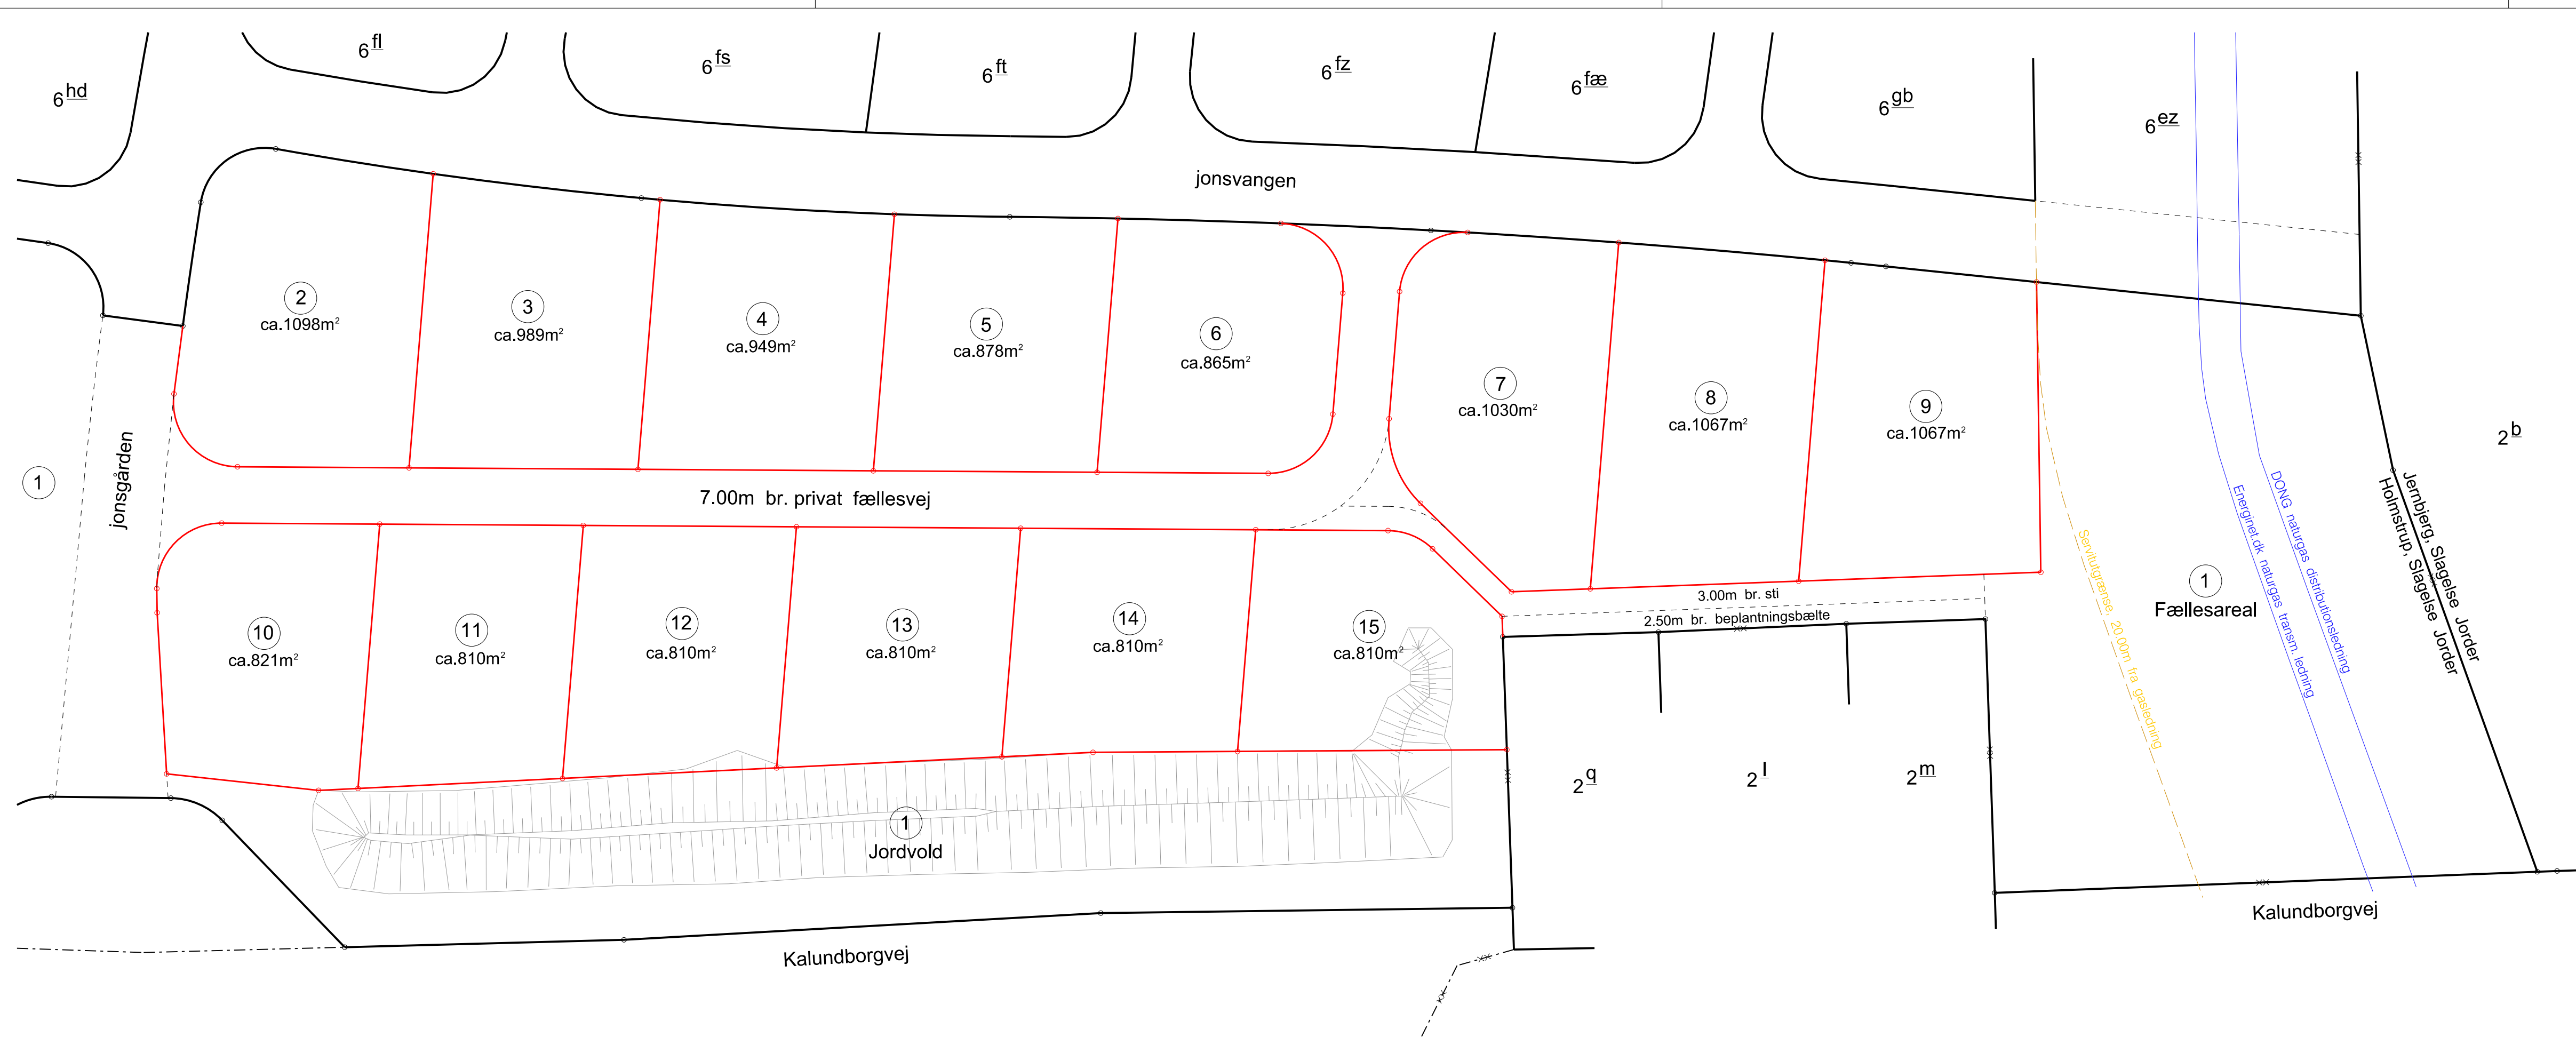 6 hd
6 fl
6 fs
6 ft
6 fz
6 fæ
6 gb
6 ez
jonsvangen
2
ca.1098m²
3
ca.989m²
4
ca.949m²
5
ca.878m²
6
ca.865m²
7
ca.1030m²
8
ca.1067m²
9
ca.1067m²
2 b
1
jonsgården
7.00m br. privat fællesvej
Servitutgrænse, 20.00m fra gasledning
Energinet.dk naturgas transm. ledning
DONG naturgas distributionsledning
Jernbjerg, Slagelse Jorder
Holmstrup, Slagelse Jorder
1
Fællesareal
3.00m br. sti
2.50m br. beplantningsbælte
10
ca.821m²
11
ca.810m²
12
ca.810m²
13
ca.810m²
14
ca.810m²
15
ca.810m²
2 q
2 l
2 m
1
Jordvold
Kalundborgvej
Kalundborgvej